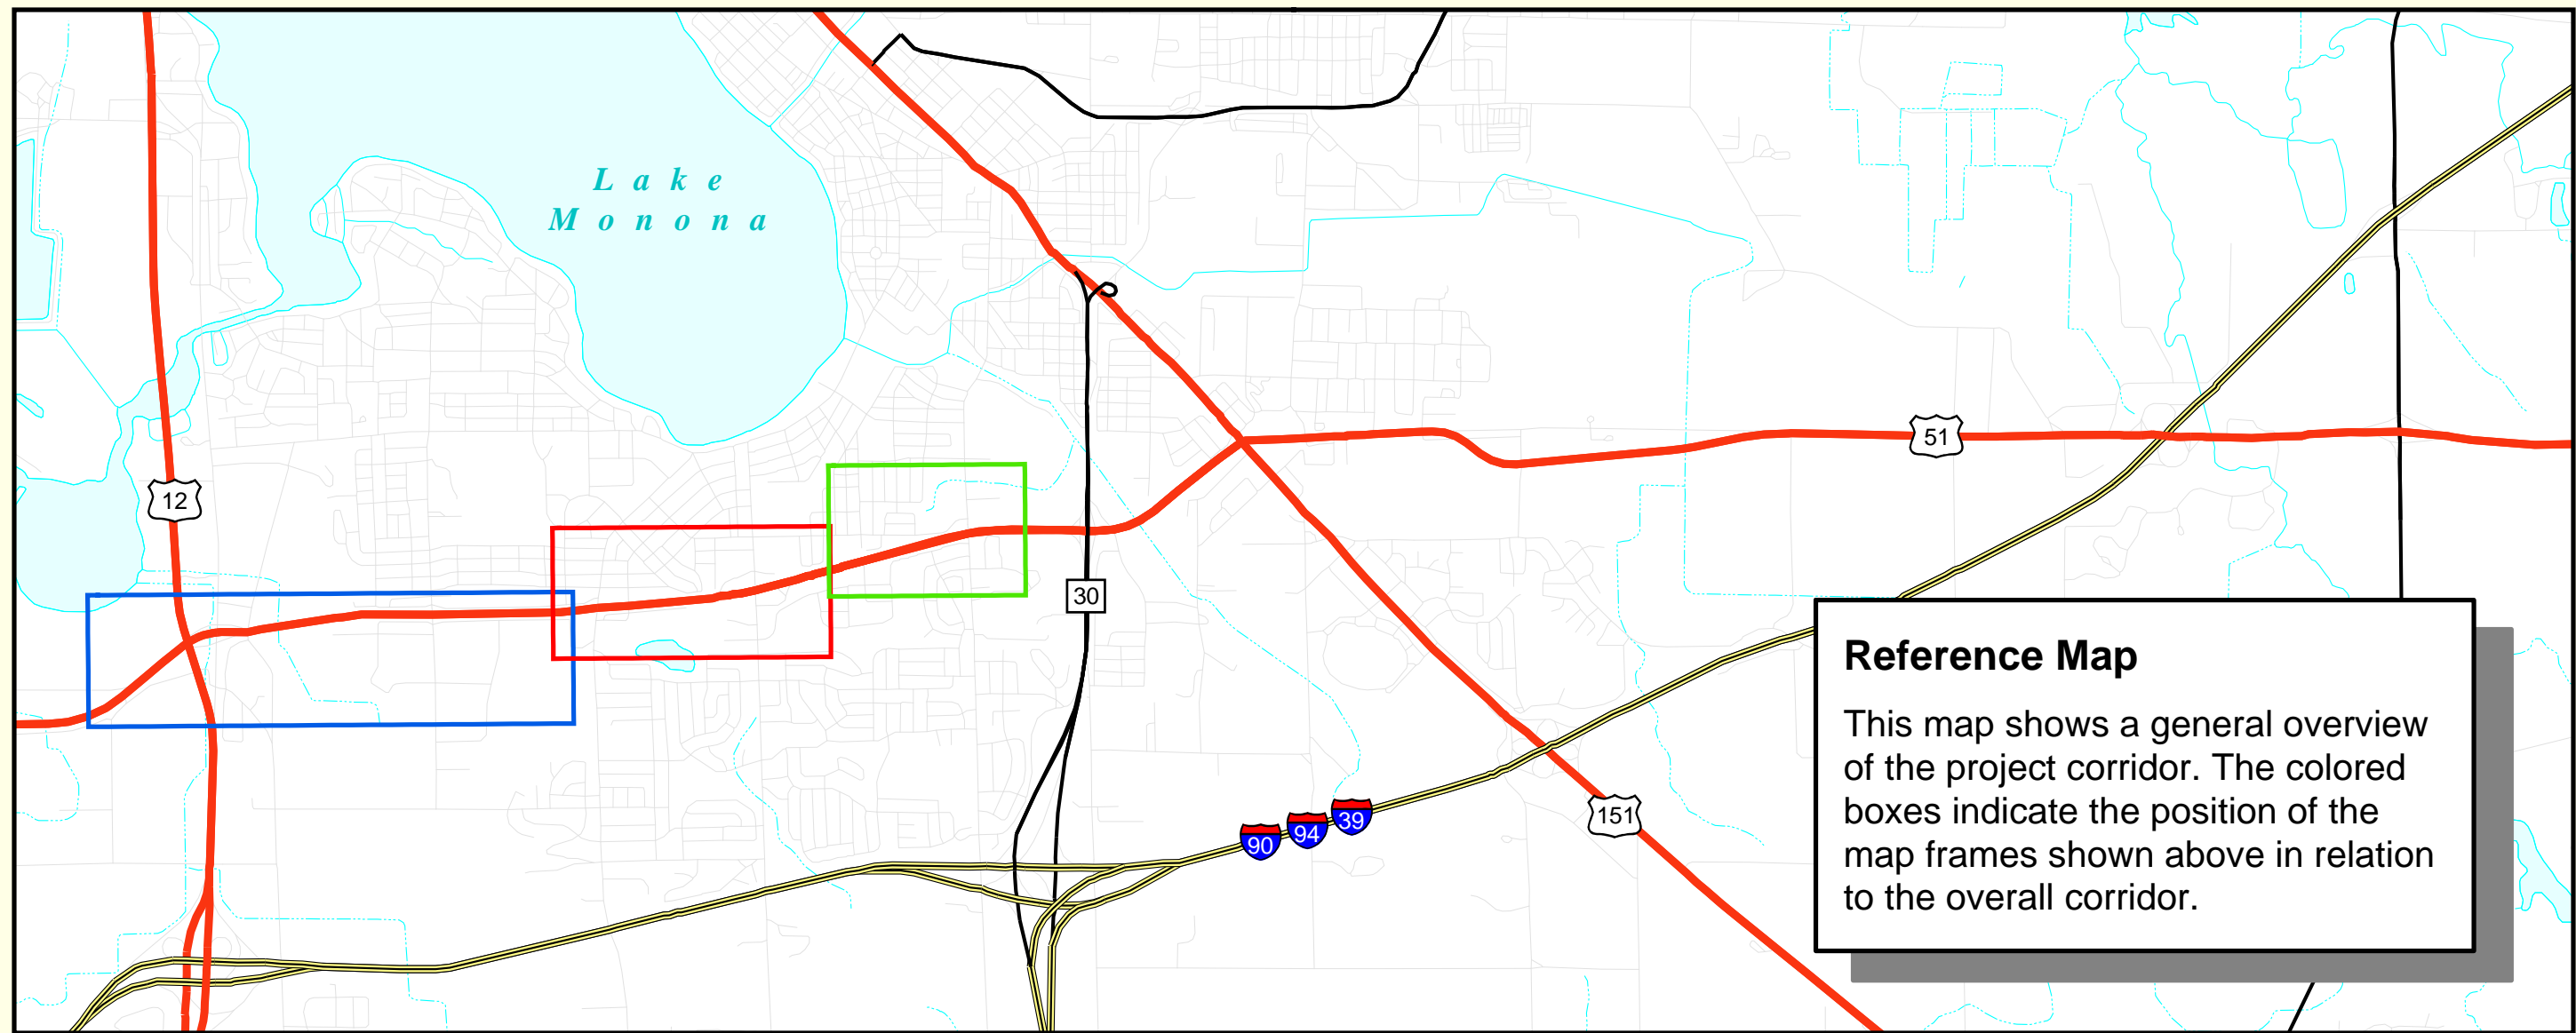 L a k e
M o n o n a
51
12
30
Reference Map
This map shows a general overview
of the project corridor. The colored
boxes indicate the position of the
map frames shown above in relation
to the overall corridor.
90 94 39
151